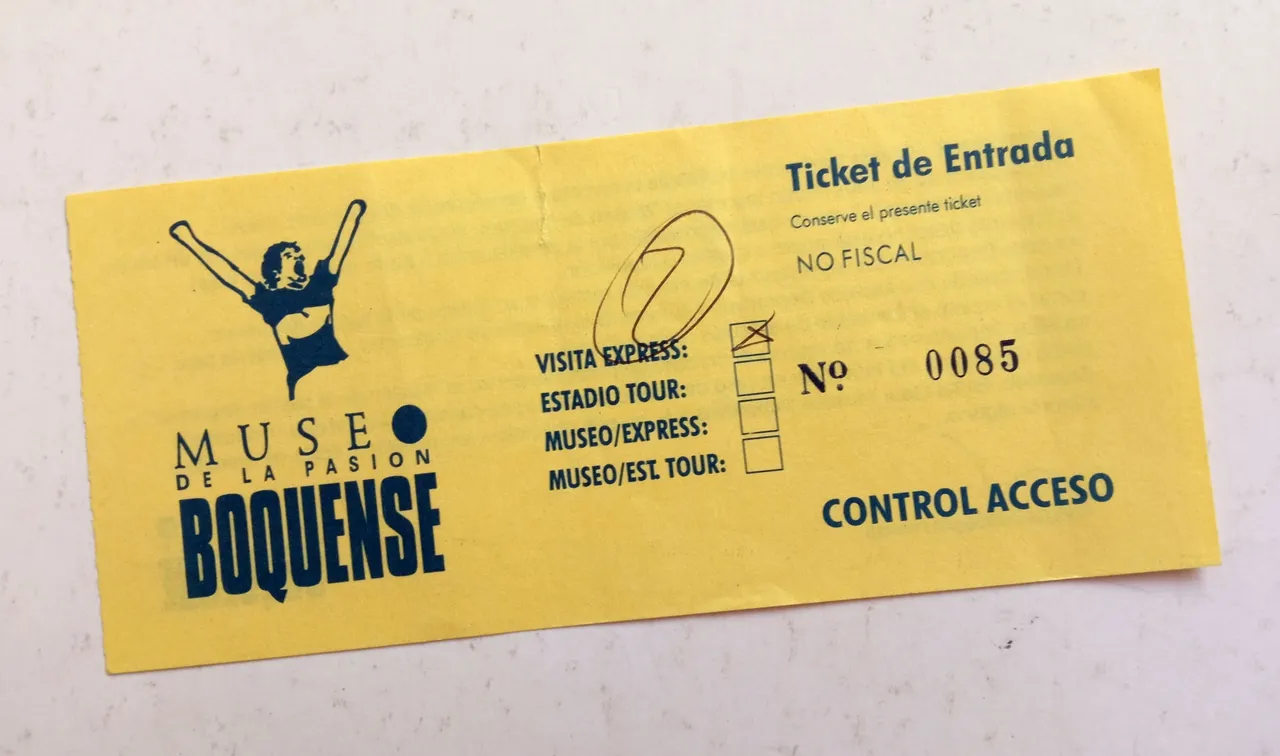 MUSEO
DE LA PASION
BOQUENSE
VISITA EXPRESS:
ESTADIO TOUR:
MUSEO/EXPRESS:
MUSEO/EST. TOUR:
Ticket de Entrada
Conserve el presente ticket
NO FISCAL
Nº 0085
CONTROL ACCESO